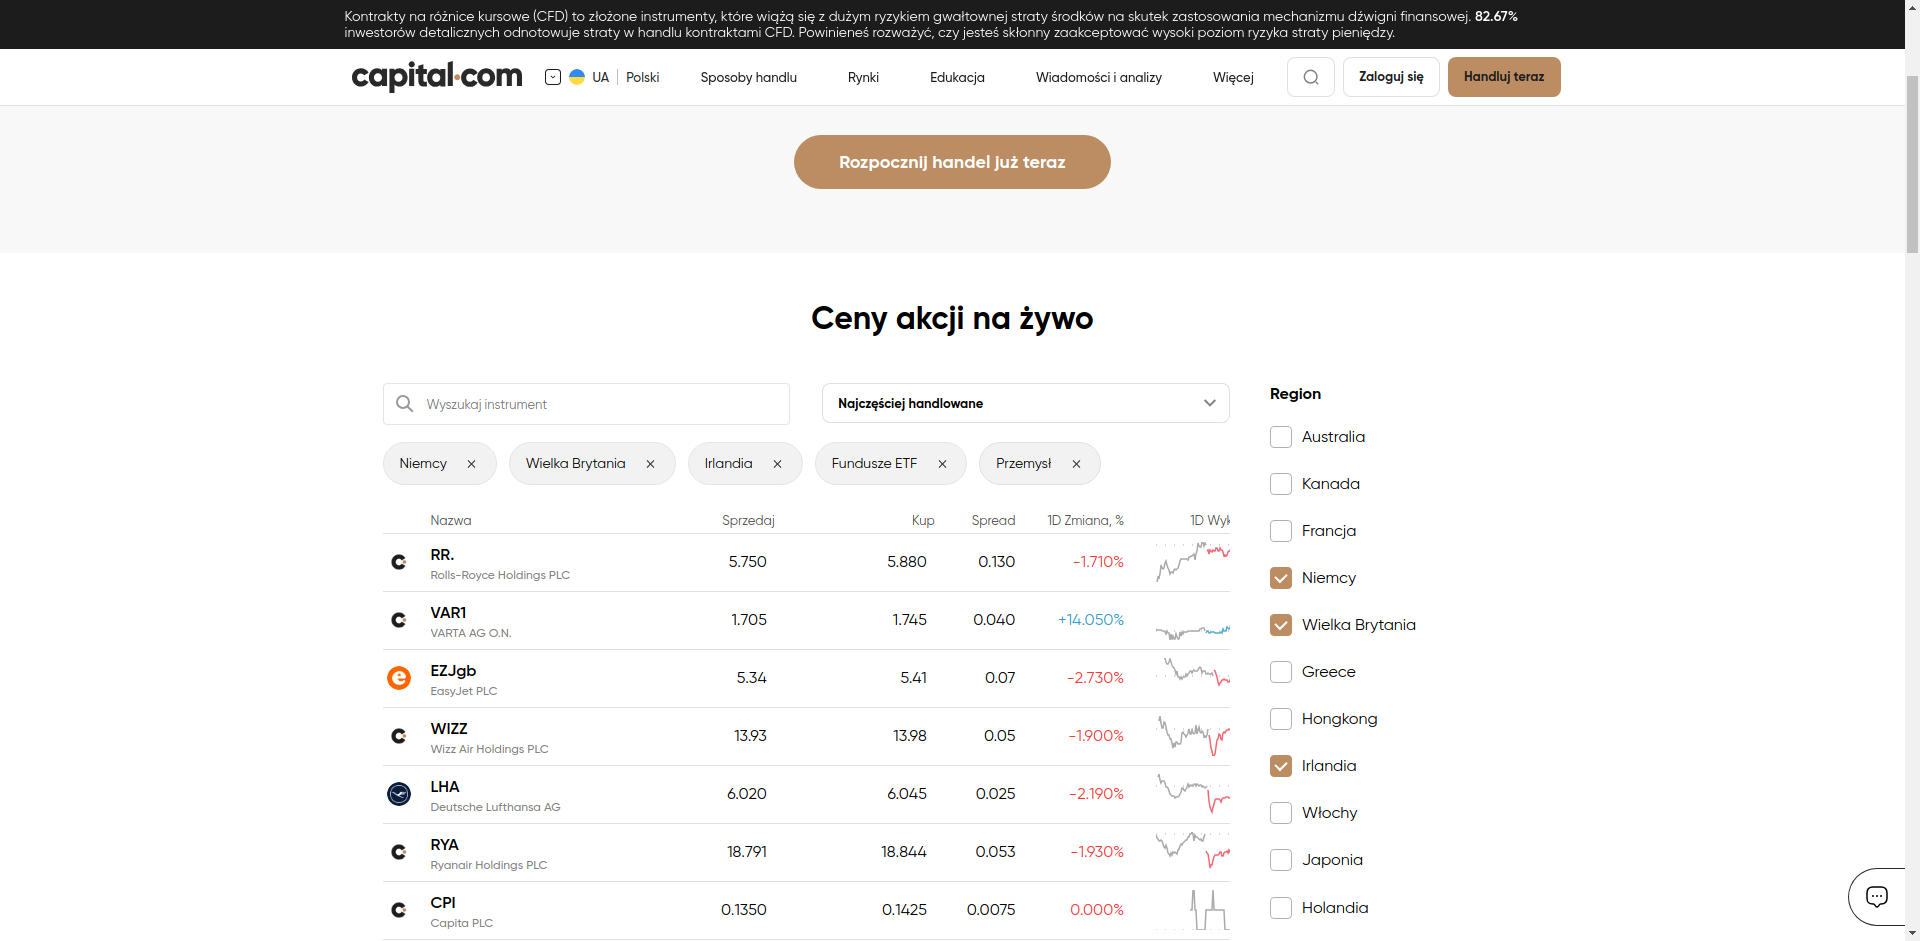 Kontrakty na różnice kursowe (CFD) to złożone instrumenty, które wiążą się z dużym ryzykiem gwałtownej straty środków na skutek zastosowania mechanizmu dźwigni finansowej. 82.67%
inwestorów detalicznych odnotowuje straty w handlu kontraktami CFD. Powinieneś rozważyć, czy jesteś skłonny zaakceptować wysoki poziom ryzyka straty pieniędzy.
capital.com UA Polski Sposoby handlu Rynki Edukacja Wiadomości i analizy Więcej Zaloguj się Handluj teraz
Rozpocznij handel już teraz
Ceny akcji na żywo
Wyszukaj instrument
Najczęściej handlowane
Niemcy Wielka Brytania Irlandia Fundusze ETF Przemysł
Nazwa Sprzedaj Kup Spread 1D Zmiana, % 1D Wyk
RR. 5.750 5.880 0.130 -1.710%
Rolls-Royce Holdings PLC
VAR1 1.705 1.745 0.040 +14.050%
VARTA AG O.N.
EZJgb 5.34 5.41 0.07 -2.730%
EasyJet PLC
WIZZ 13.93 13.98 0.05 -1.900%
Wizz Air Holdings PLC
LHA 6.020 6.045 0.025 -2.190%
Deutsche Lufthansa AG
RYA 18.791 18.844 0.053 -1.930%
Ryanair Holdings PLC
CPI 0.1350 0.1425 0.0075 0.000%
Capita PLC
Region
Australia
Kanada
Francja
Niemcy
Wielka Brytania
Greece
Hongkong
Irlandia
Włochy
Japonia
Holandia